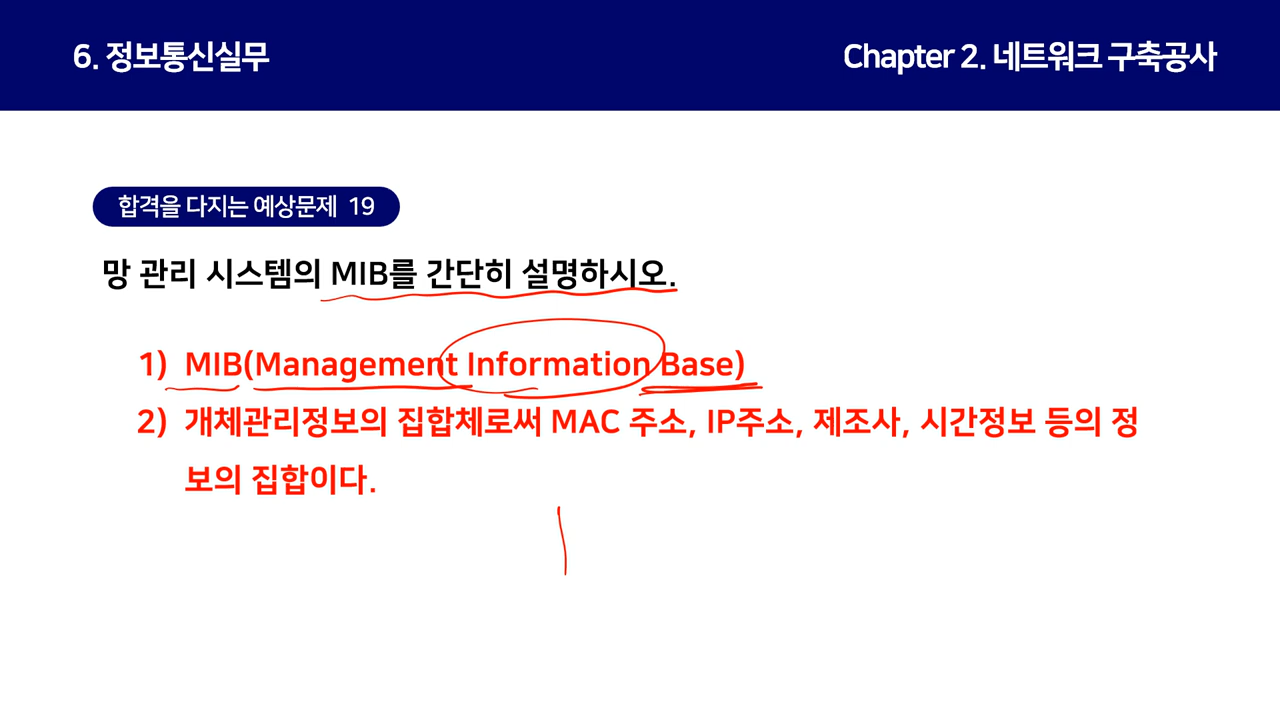 6. 정보통신실무
Chapter 2. 네트워크 구축공사
합격을 다지는 예상문제 19
망 관리 시스템의 MIB를 간단히 설명하시오.
1) MIB(Management Information Base)
2) 개체관리정보의 집합체로써 MAC 주소, IP주소, 제조사, 시간정보 등의 정
보의 집합이다.